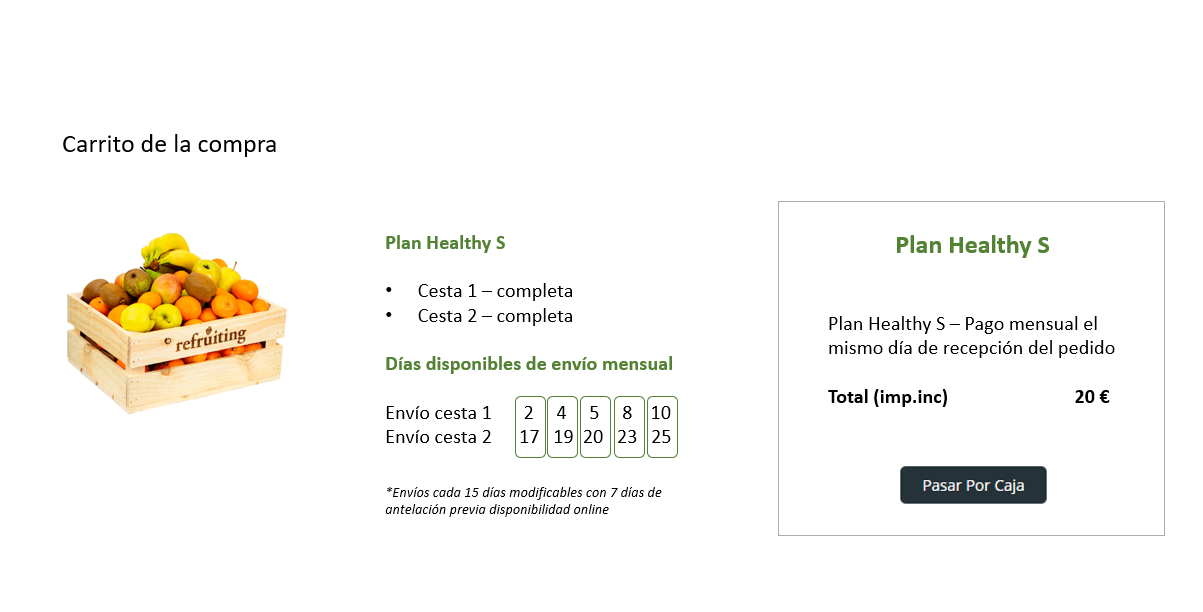 Carrito de la compra
refruiting
Plan Healthy S
• Cesta 1 – completa
• Cesta 2 – completa
Días disponibles de envío mensual
Envío cesta 1 2 4 5 8 10
Envío cesta 2 17 19 20 23 25
*Envíos cada 15 días modificables con 7 días de
antelación previa disponibilidad online
Plan Healthy S
Plan Healthy S – Pago mensual el
mismo día de recepción del pedido
Total (imp.inc) 20 €
Pasar Por Caja